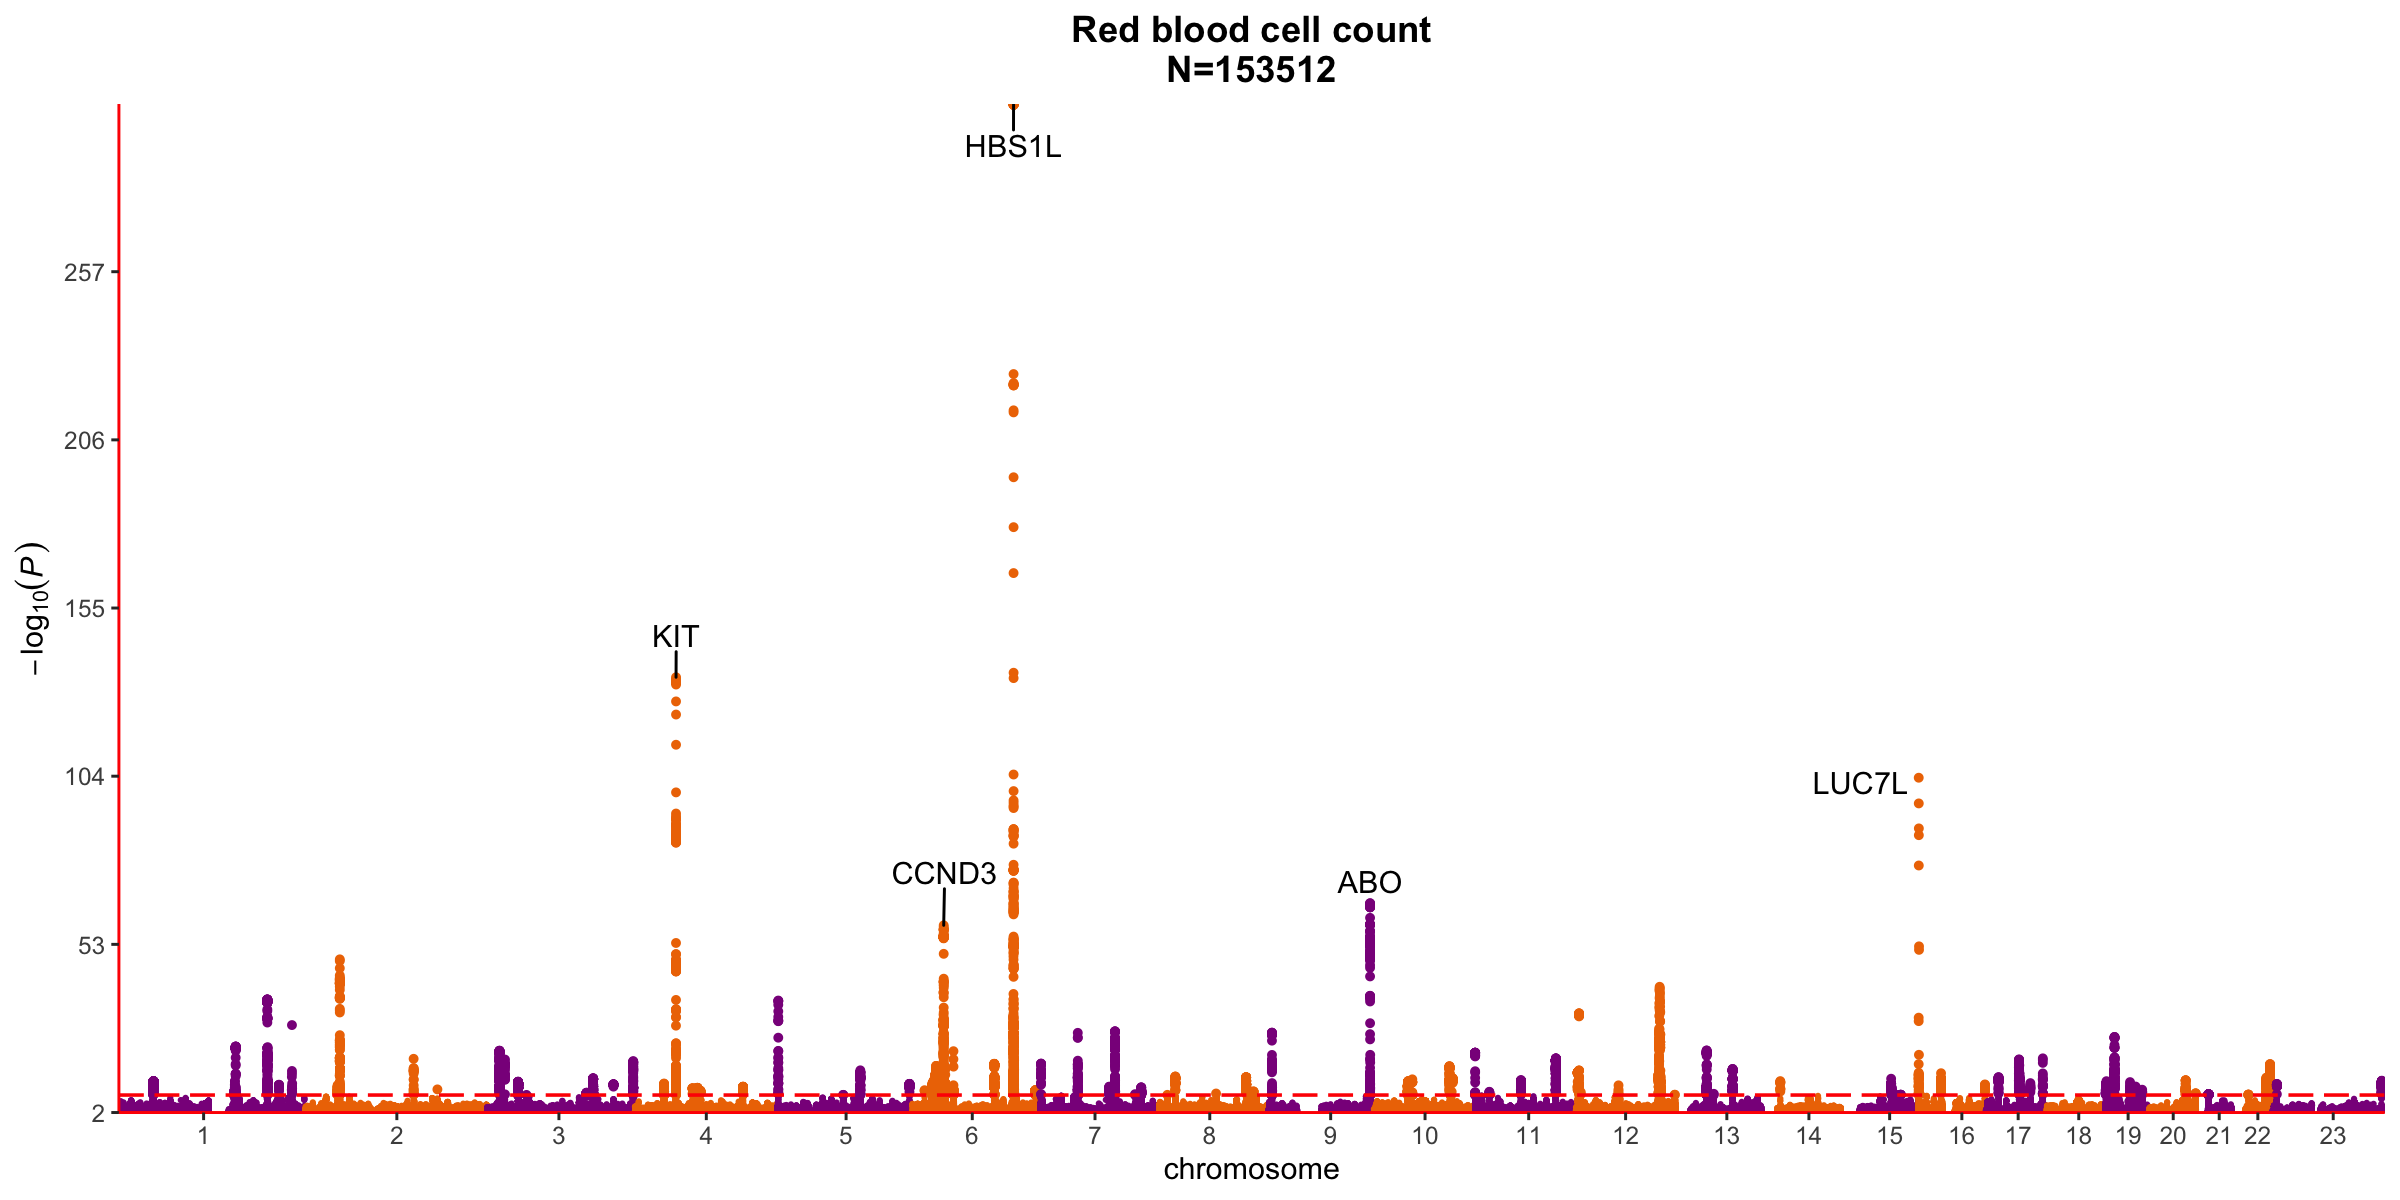 Red blood cell count
N=153512
HBS1L
257
206
−log10(P)
155
KIT
104
LUC7L
CCND3
ABO
53
2
1 2 3 4 5 6 7 8 9 10 11 12 13 14 15 16 17 18 19 20 21 22 23
chromosome